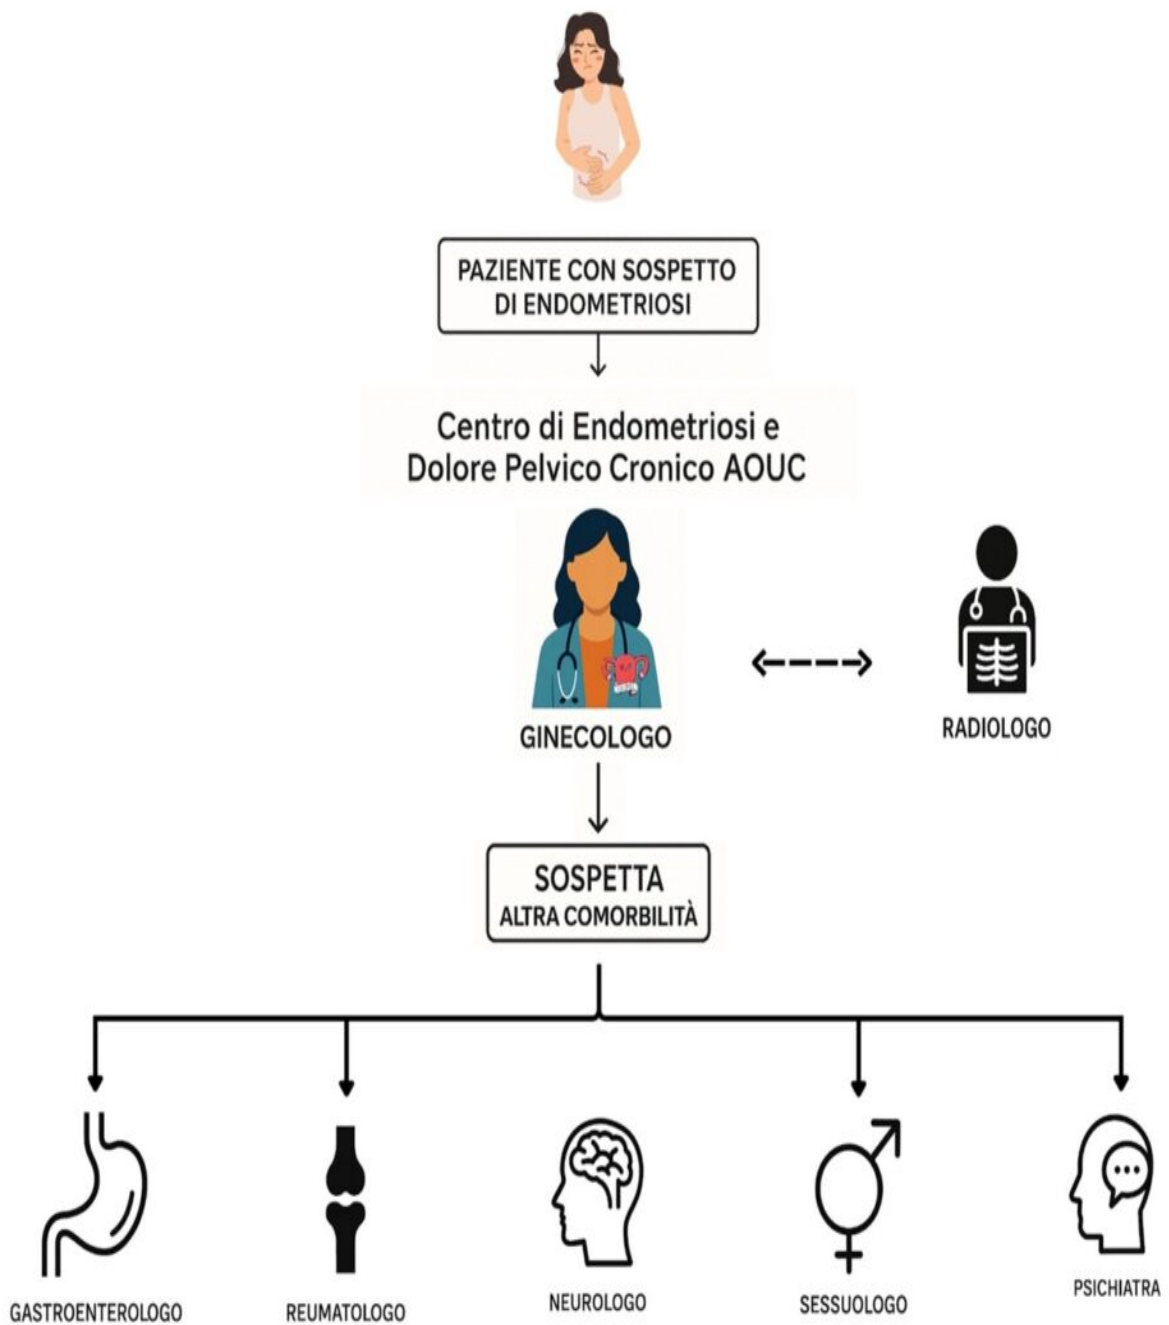 PAZIENTE CON SOSPETTO
DI ENDOMETRIOSI
Centro di Endometriosi e
Dolore Pelvico Cronico AOUC
GINECOLOGO
RADIOLOGO
SOSPETTA
ALTRA COMORBILITÀ
GASTROENTEROLOGO
REUMATOLOGO
NEUROLOGO
SESSUOLOGO
PSICHIATRA